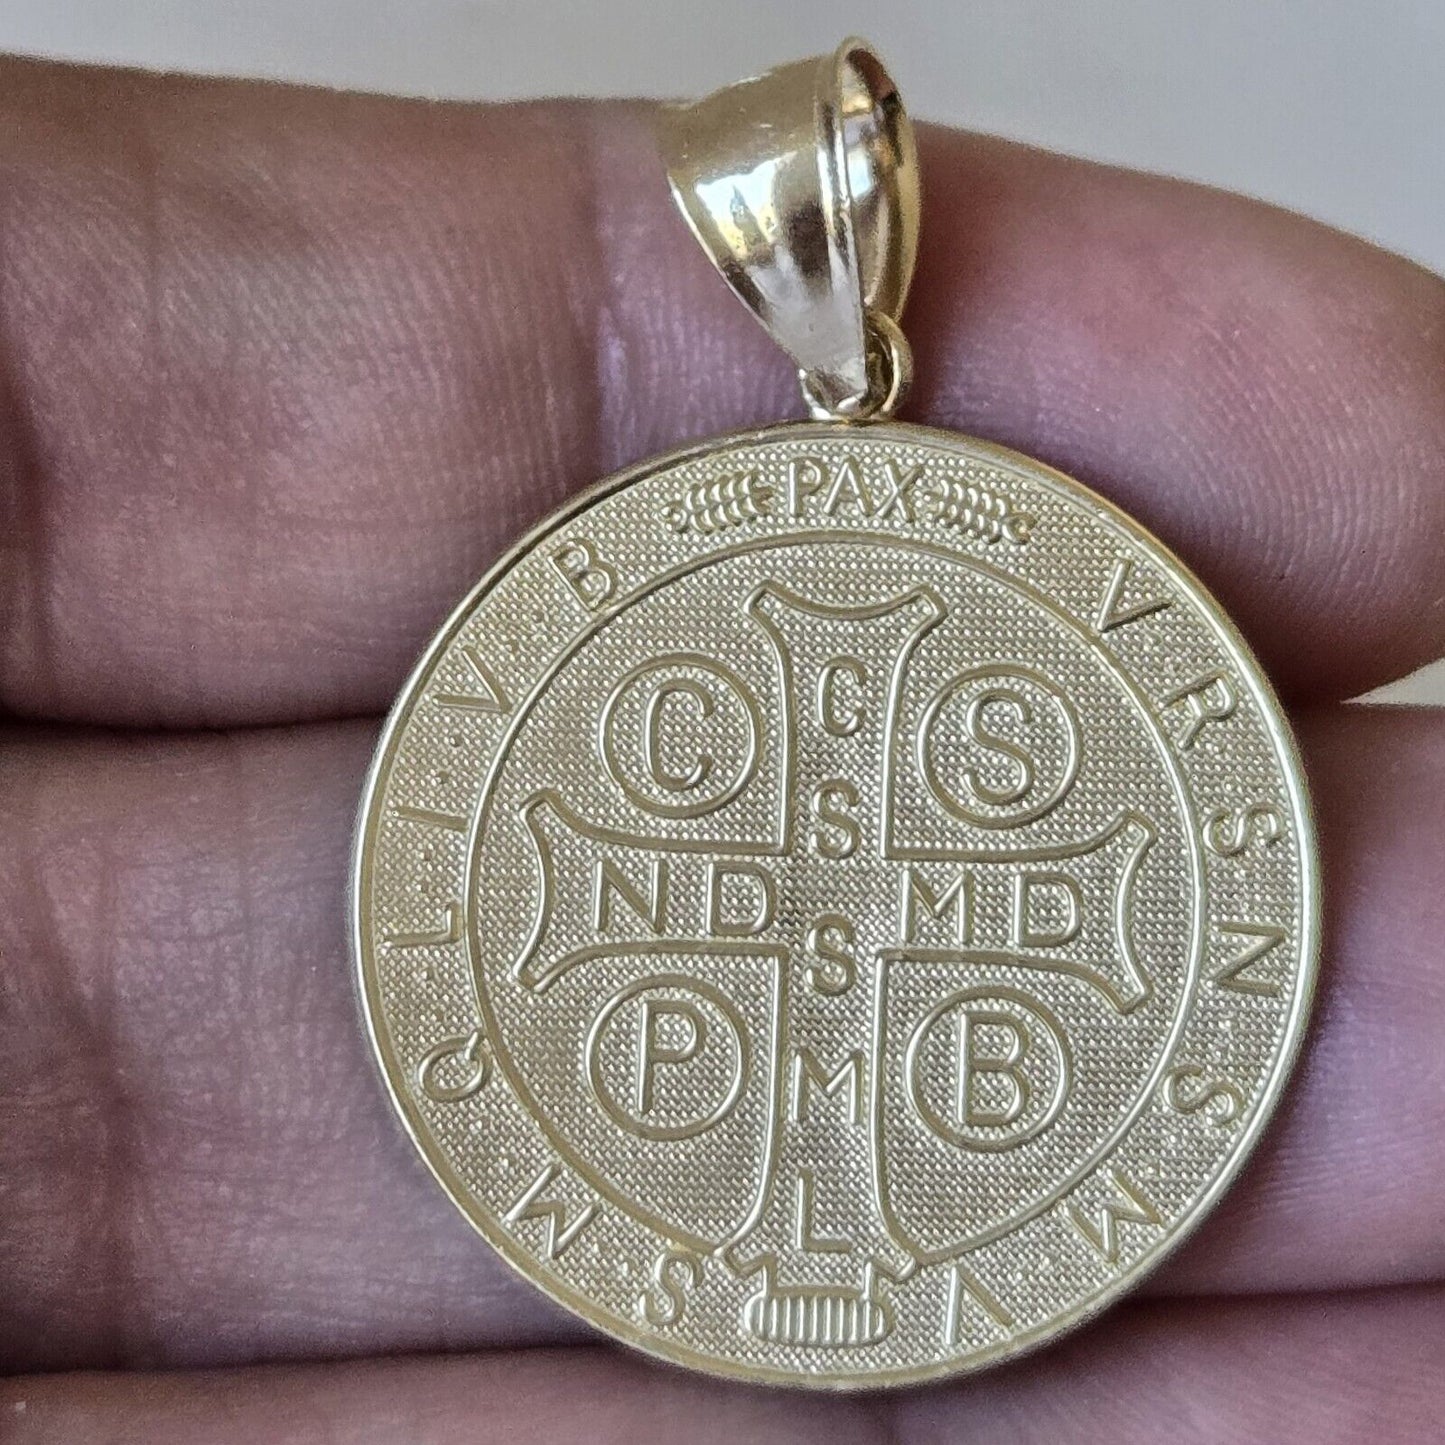 PAX
V R S N S M V
S M Q L I V B
C S
P B
C
S
N D S M D
M
L